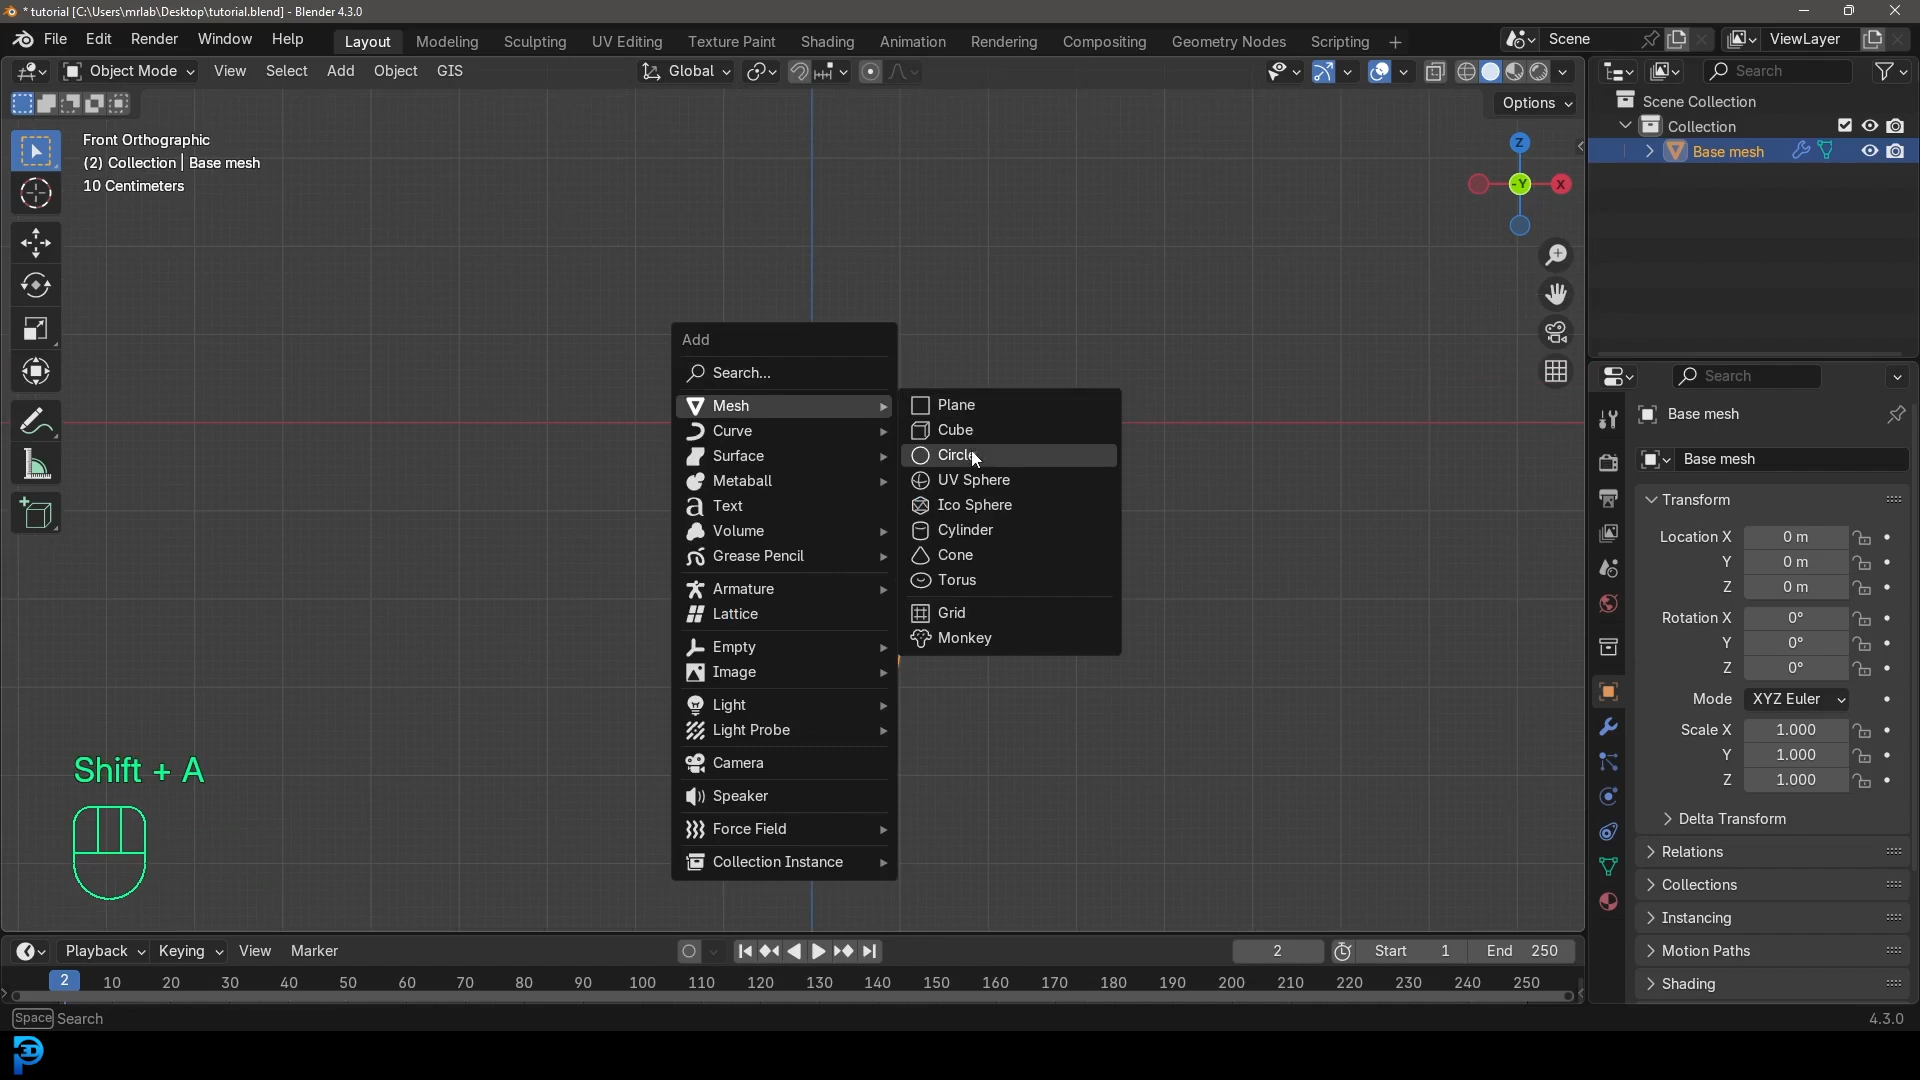 * tutorial [C:\Users\mrlab\Desktop\tutorial.blend] - Blender 4.3.0
File Edit Render Window Help Layout Modeling Sculpting UV Editing Texture Paint Shading Animation Rendering Compositing Geometry Nodes Scripting + Scene ViewLayer
Object Mode View Select Add Object GIS Global Search
Options
Front Orthographic
(2) Collection | Base mesh
10 Centimeters
Z
-Y
X
Scene Collection
Collection
Base mesh
Add
Search...
Mesh
Curve
Surface
Metaball
Text
Volume
Grease Pencil
Armature
Lattice
Empty
Image
Light
Light Probe
Camera
Speaker
Force Field
Collection Instance
Plane
Cube
Circle
UV Sphere
Ico Sphere
Cylinder
Cone
Torus
Grid
Monkey
Shift + A
Search
Base mesh
Base mesh
Transform
Location X 0 m
Y 0 m
Z 0 m
Rotation X 0°
Y 0°
Z 0°
Mode XYZ Euler
Scale X 1.000
Y 1.000
Z 1.000
Delta Transform
Relations
Collections
Instancing
Motion Paths
Shading
Playback Keying View Marker 2 Start 1 End 250
2 10 20 30 40 50 60 70 80 90 100 110 120 130 140 150 160 170 180 190 200 210 220 230 240 250
Space Search 4.3.0